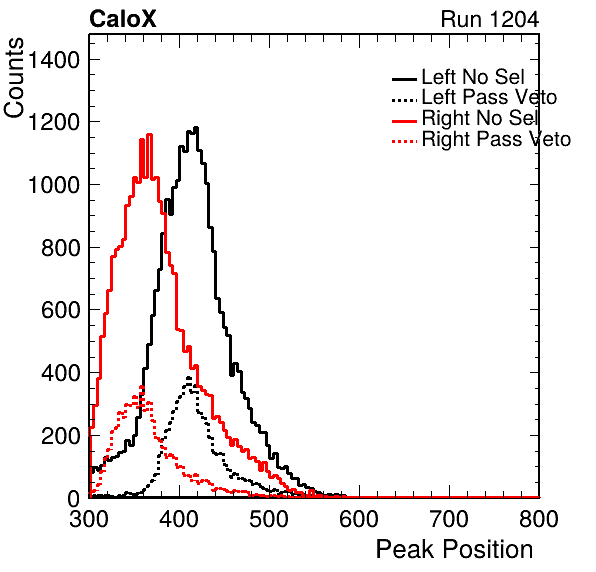 CaloX Run 1204
Counts
1400
1200
1000
800
600
400
200
0
Left No Sel
Left Pass Veto
Right No Sel
Right Pass Veto
300 400 500 600 700 800
Peak Position